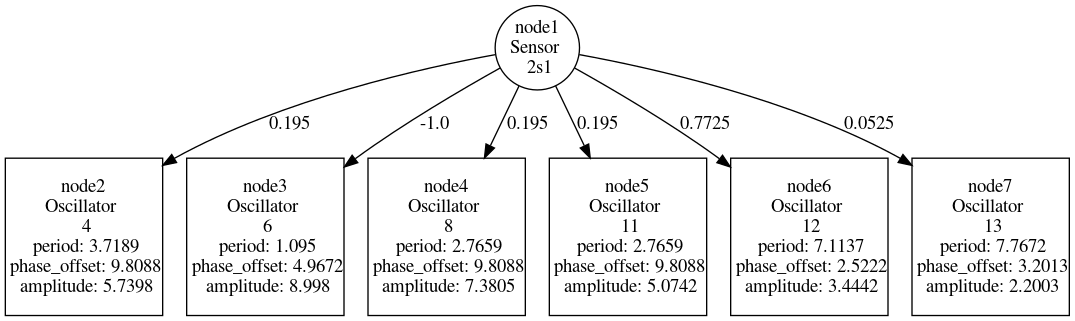 node1
Sensor
2s1
0.195
-1.0
0.195
0.195
0.7725
0.0525
node2
Oscillator
4
period: 3.7189
phase_offset: 9.8088
amplitude: 5.7398
node3
Oscillator
6
period: 1.095
phase_offset: 4.9672
amplitude: 8.998
node4
Oscillator
8
period: 2.7659
phase_offset: 9.8088
amplitude: 7.3805
node5
Oscillator
11
period: 2.7659
phase_offset: 9.8088
amplitude: 5.0742
node6
Oscillator
12
period: 7.1137
phase_offset: 2.5222
amplitude: 3.4442
node7
Oscillator
13
period: 7.7672
phase_offset: 3.2013
amplitude: 2.2003